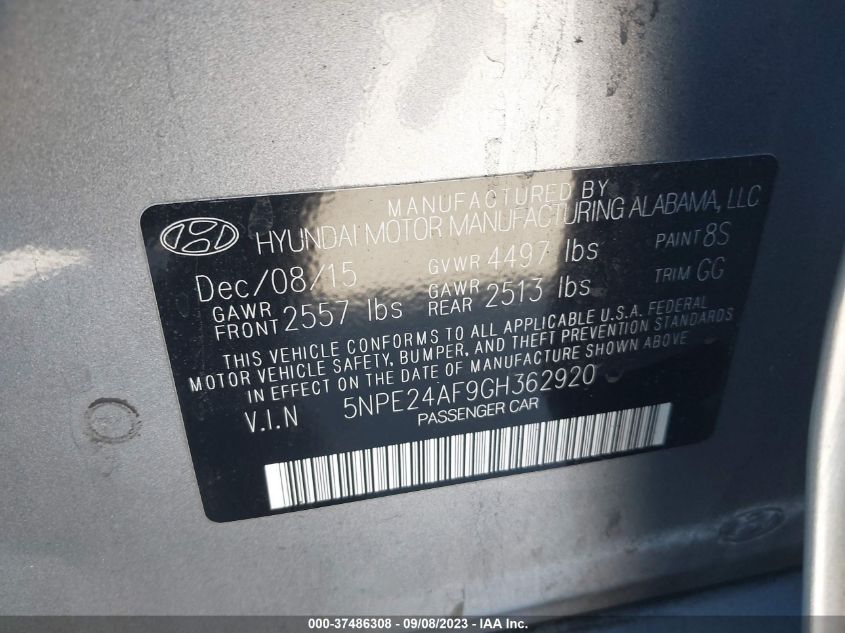 MANUFACTURED BY
HYUNDAI MOTOR MANUFACTURING ALABAMA, LLC
Dec/08/15 GVWR 4497 lbs PAINT 8S
GAWR FRONT 2557 lbs GAWR REAR 2513 lbs TRIM GG
THIS VEHICLE CONFORMS TO ALL APPLICABLE U.S.A. FEDERAL
MOTOR VEHICLE SAFETY, BUMPER, AND THEFT PREVENTION STANDARDS
IN EFFECT ON THE DATE OF MANUFACTURE SHOWN ABOVE
V.I.N 5NPE24AF9GH362920
PASSENGER CAR
000-37486308 - 09/08/2023 - IAA Inc.